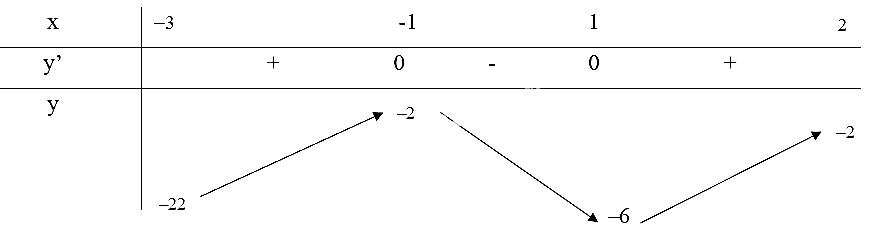 x –3 -1 1 2
y’ + 0 - 0 +
y –2 –2
–22 –6